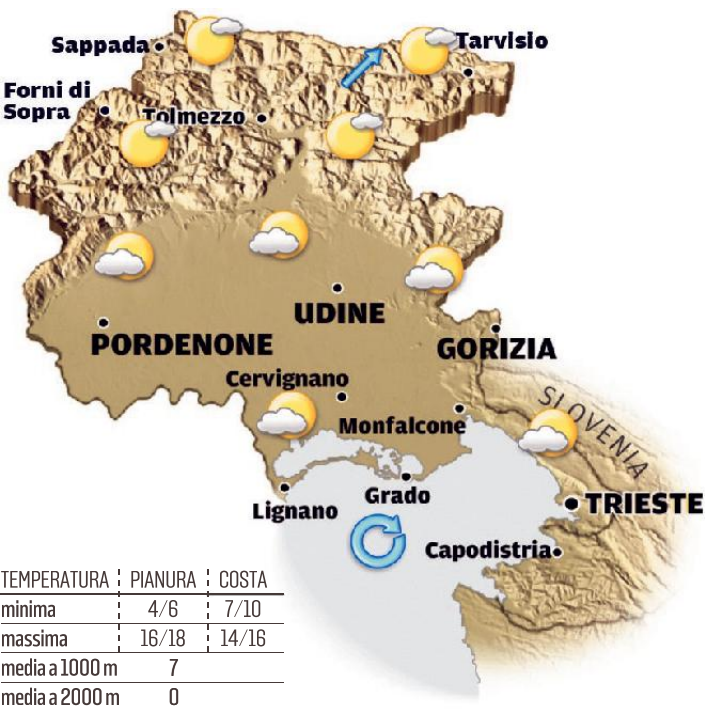 Sappada
Tarvisio
Forni di
Sopra
Tolmezzo
UDINE
PORDENONE
GORIZIA
Cervignano
SLOVENIA
Monfalcone
Grado
TRIESTE
Lignano
Capodistria
TEMPERATURA PIANURA COSTA
minima 4/6 7/10
massima 16/18 14/16
media a 1000 m 7
media a 2000 m 0